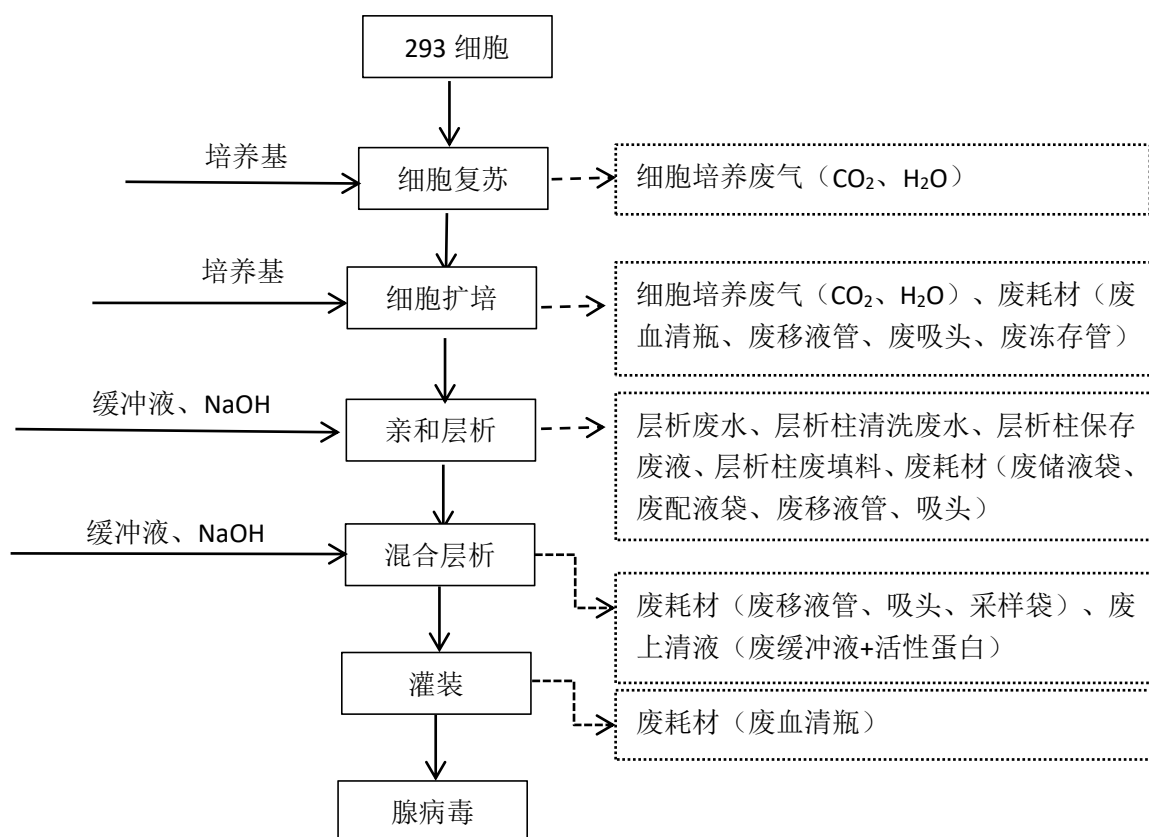 293 细胞
培养基
细胞复苏
细胞培养废气（CO₂、H₂O）
培养基
细胞扩培
细胞培养废气（CO₂、H₂O）、废耗材（废
血清瓶、废移液管、废吸头、废冻存管）
缓冲液、NaOH
亲和层析
层析废水、层析柱清洗废水、层析柱保存
废液、层析柱废填料、废耗材（废储液袋、
废配液袋、废移液管、吸头）
缓冲液、NaOH
混合层析
废耗材（废移液管、吸头、采样袋）、废
上清液（废缓冲液+活性蛋白）
灌装
废耗材（废血清瓶）
腺病毒